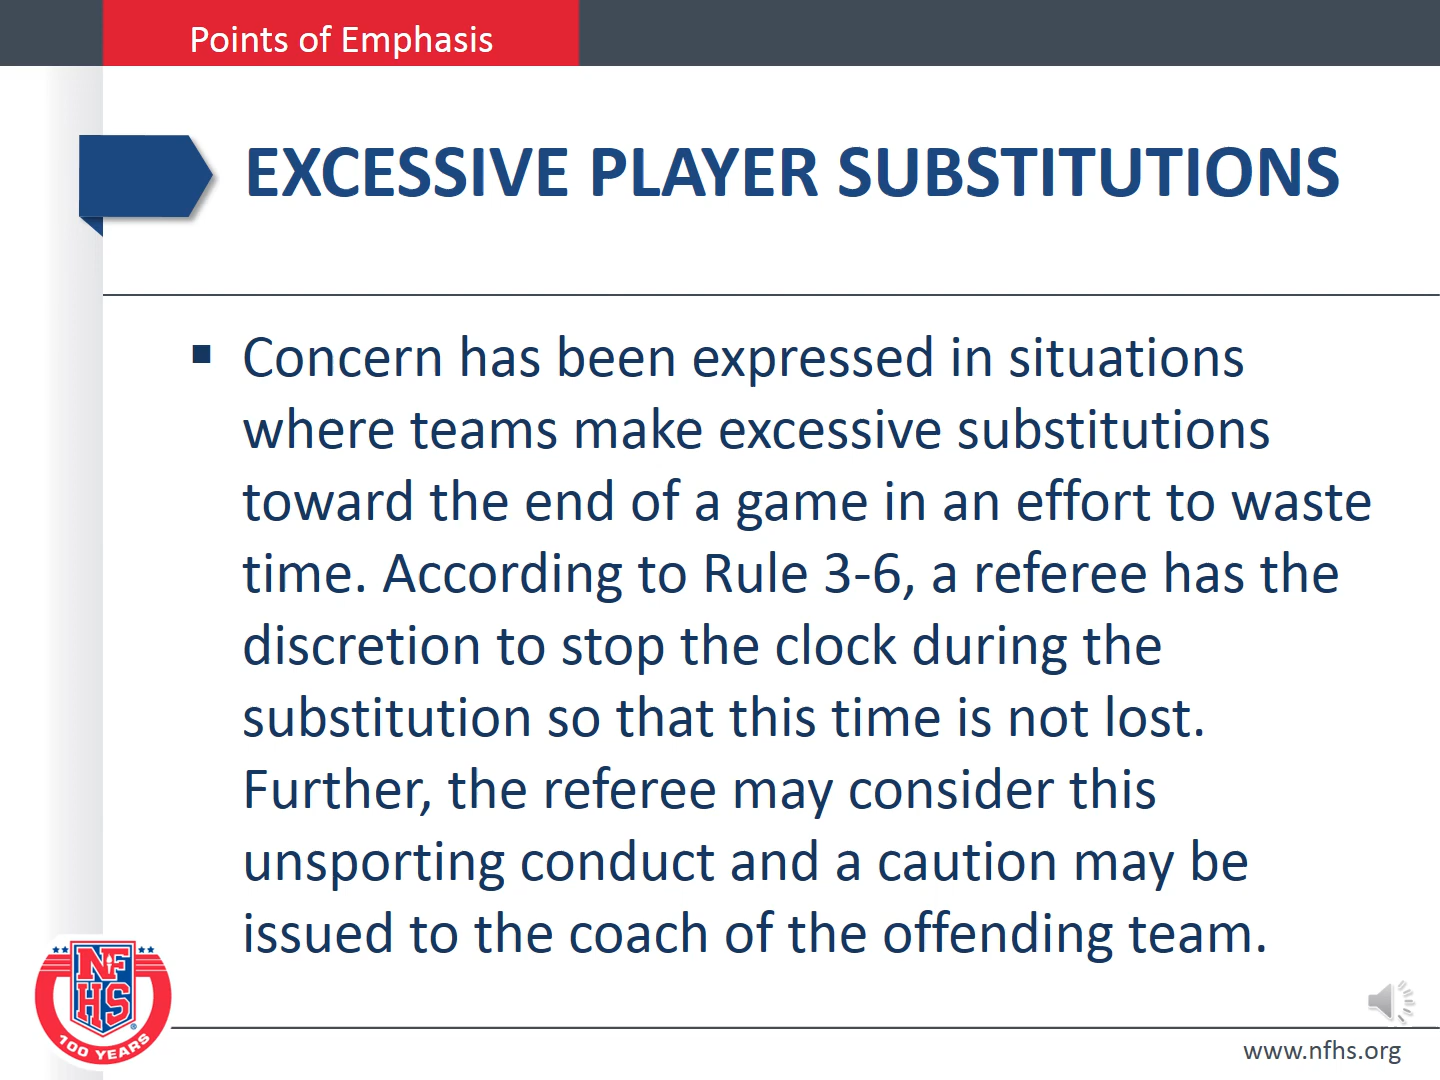 Points of Emphasis
EXCESSIVE PLAYER SUBSTITUTIONS
▪ Concern has been expressed in situations
where teams make excessive substitutions
toward the end of a game in an effort to waste
time. According to Rule 3-6, a referee has the
discretion to stop the clock during the
substitution so that this time is not lost.
Further, the referee may consider this
unsporting conduct and a caution may be
issued to the coach of the offending team.
NF
HS®
100 YEARS
www.nfhs.org